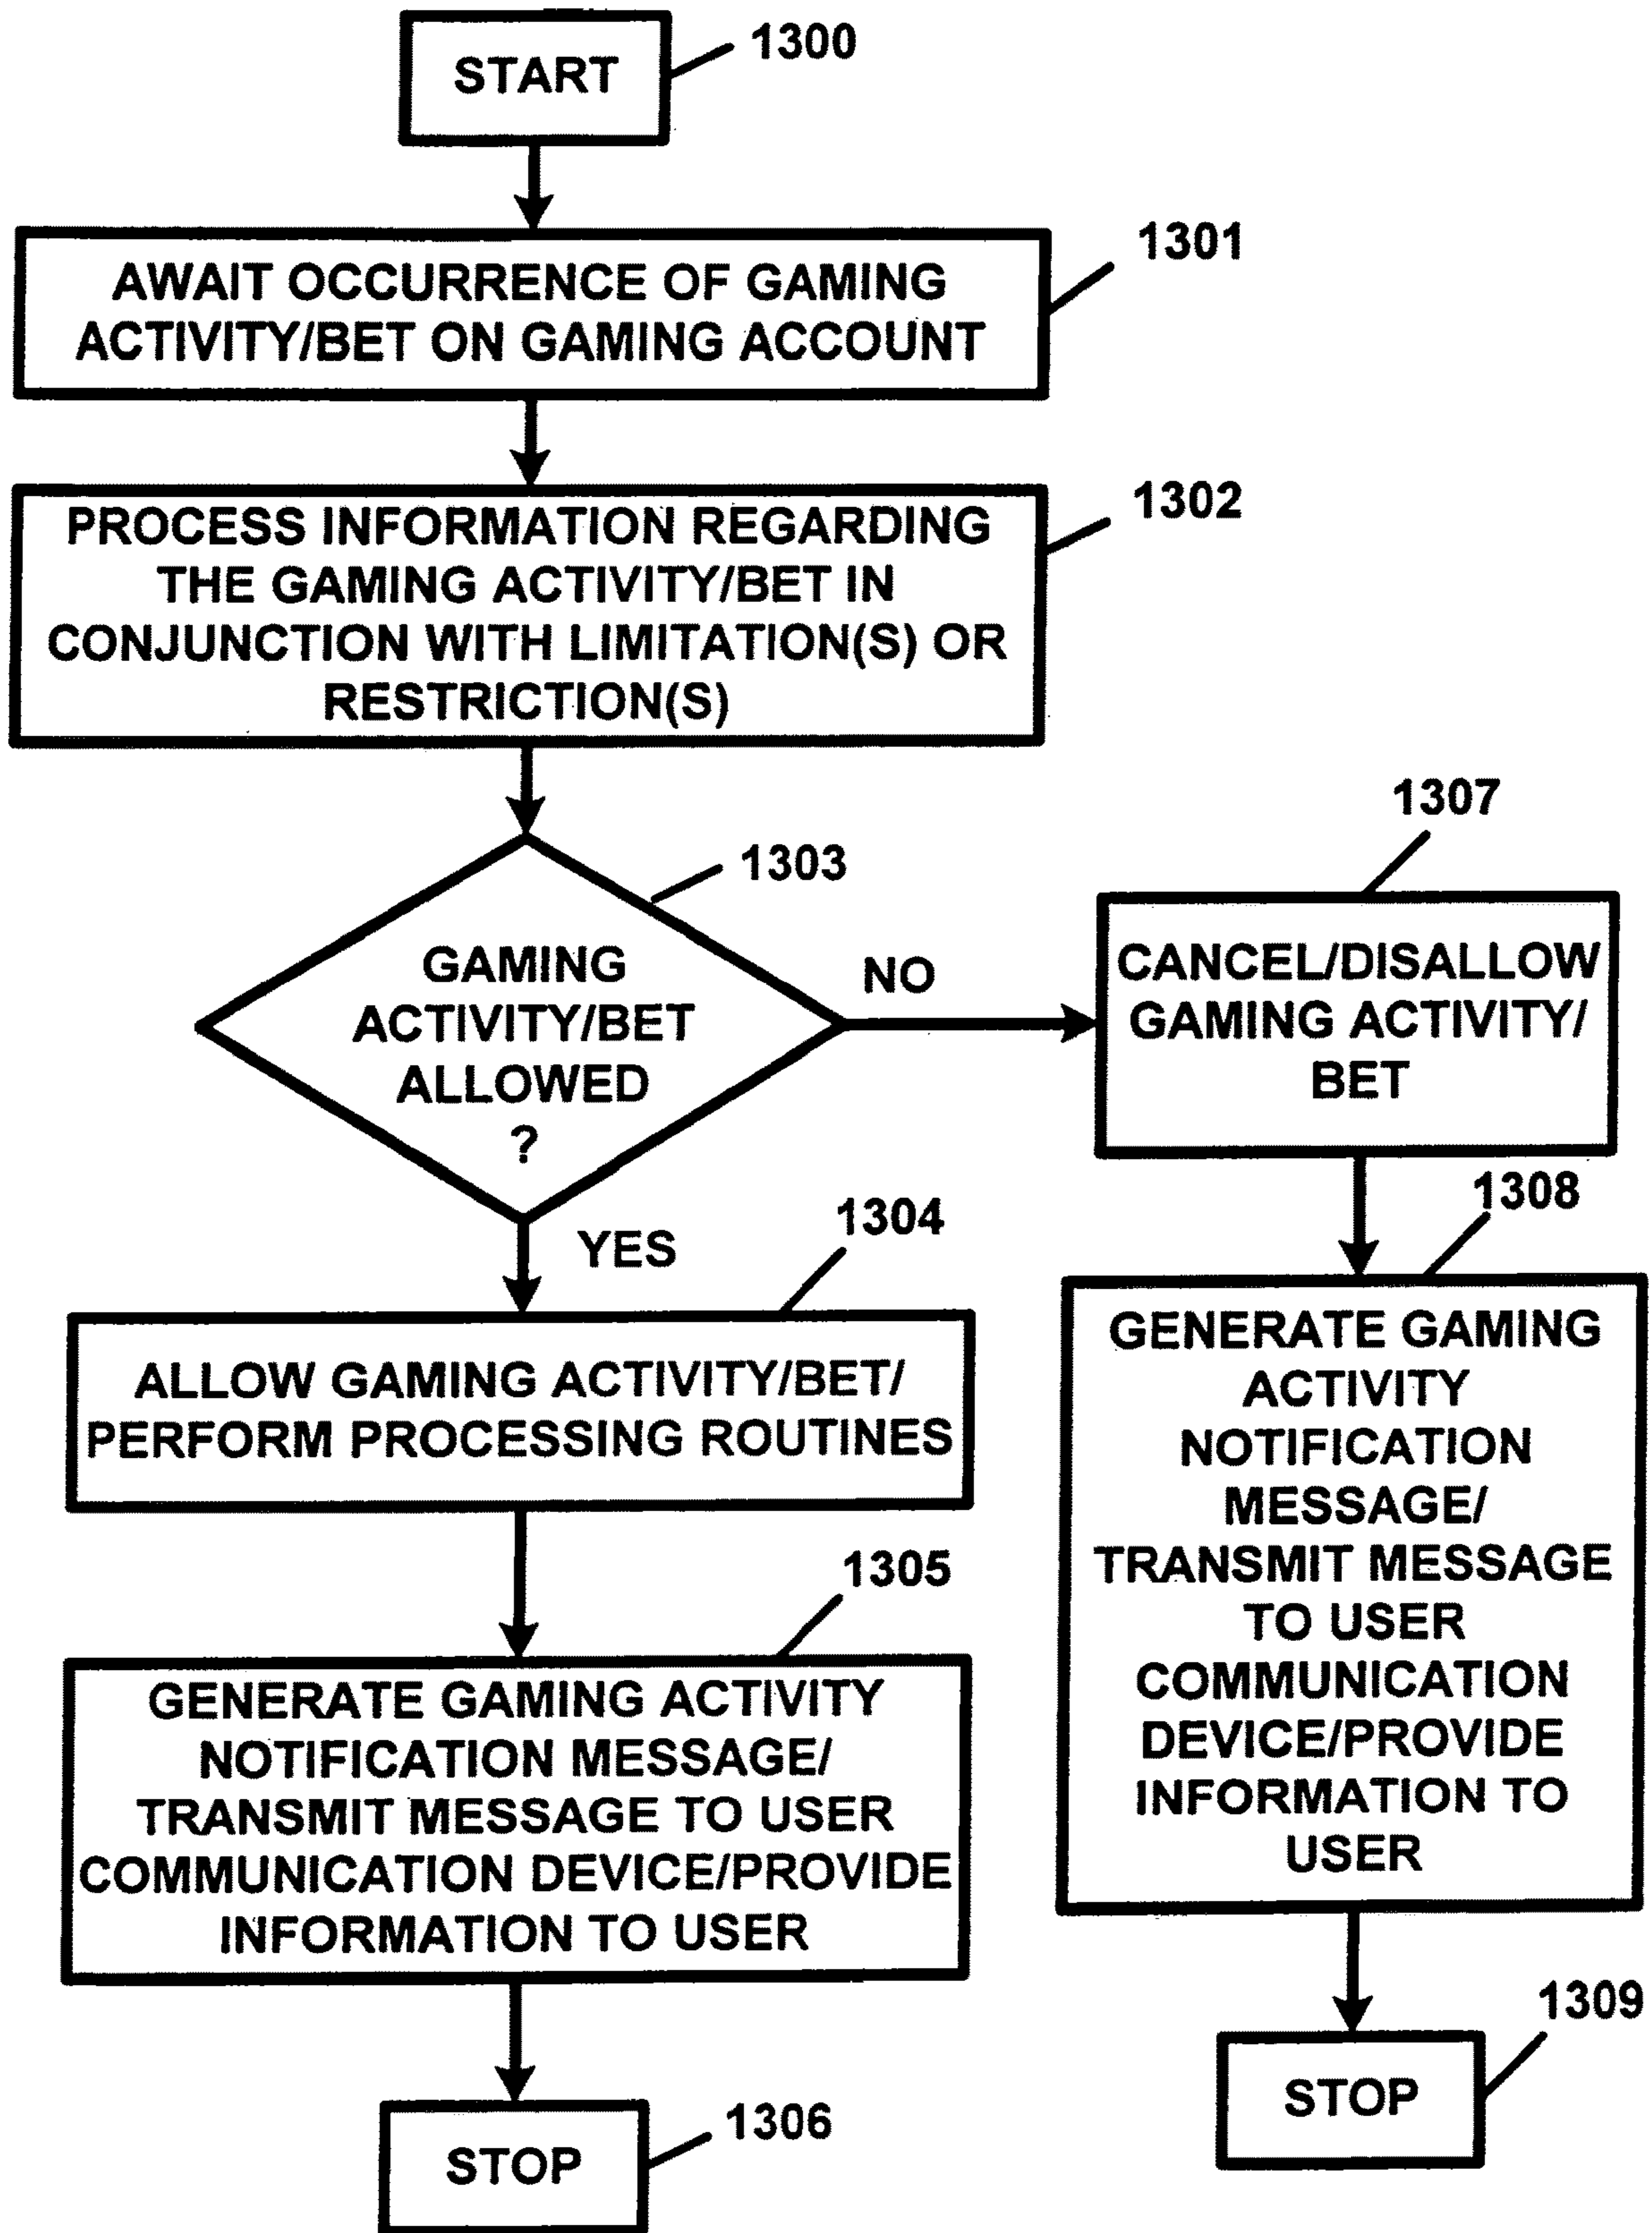 START
1300
AWAIT OCCURRENCE OF GAMING
ACTIVITY/BET ON GAMING ACCOUNT
1301
PROCESS INFORMATION REGARDING
THE GAMING ACTIVITY/BET IN
CONJUNCTION WITH LIMITATION(S) OR
RESTRICTION(S)
1302
GAMING
ACTIVITY/BET
ALLOWED
?
1303
NO
YES
ALLOW GAMING ACTIVITY/BET/
PERFORM PROCESSING ROUTINES
1304
GENERATE GAMING ACTIVITY
NOTIFICATION MESSAGE/
TRANSMIT MESSAGE TO USER
COMMUNICATION DEVICE/PROVIDE
INFORMATION TO USER
1305
STOP
1306
CANCEL/DISALLOW
GAMING ACTIVITY/
BET
1307
GENERATE GAMING
ACTIVITY
NOTIFICATION
MESSAGE/
TRANSMIT MESSAGE
TO USER
COMMUNICATION
DEVICE/PROVIDE
INFORMATION TO
USER
1308
STOP
1309